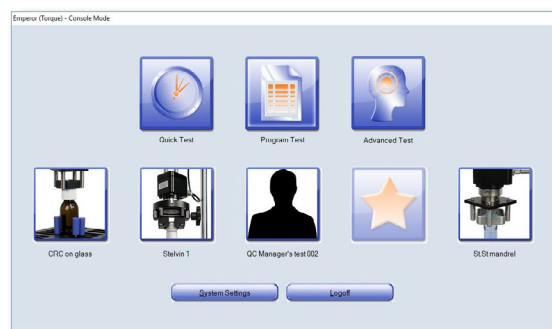 Emperor (Torque) - Console Mode
Quick Test
Program Test
Advanced Test
CRC on glass
Stelvin 1
QC Manager's test 002
St.St mandrel
System Settings
Logoff